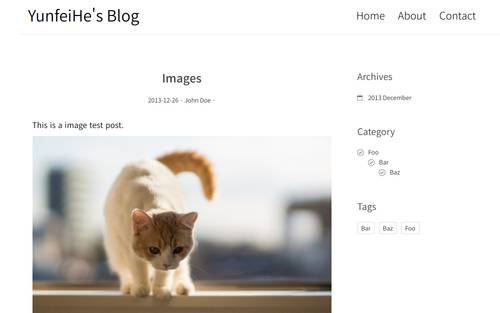 YunfeiHe's Blog
Home About Contact
Images
2013-12-26 · John Doe ·
This is a image test post.
Archives
2013 December
Category
Foo
Bar
Baz
Tags
Bar Baz Foo